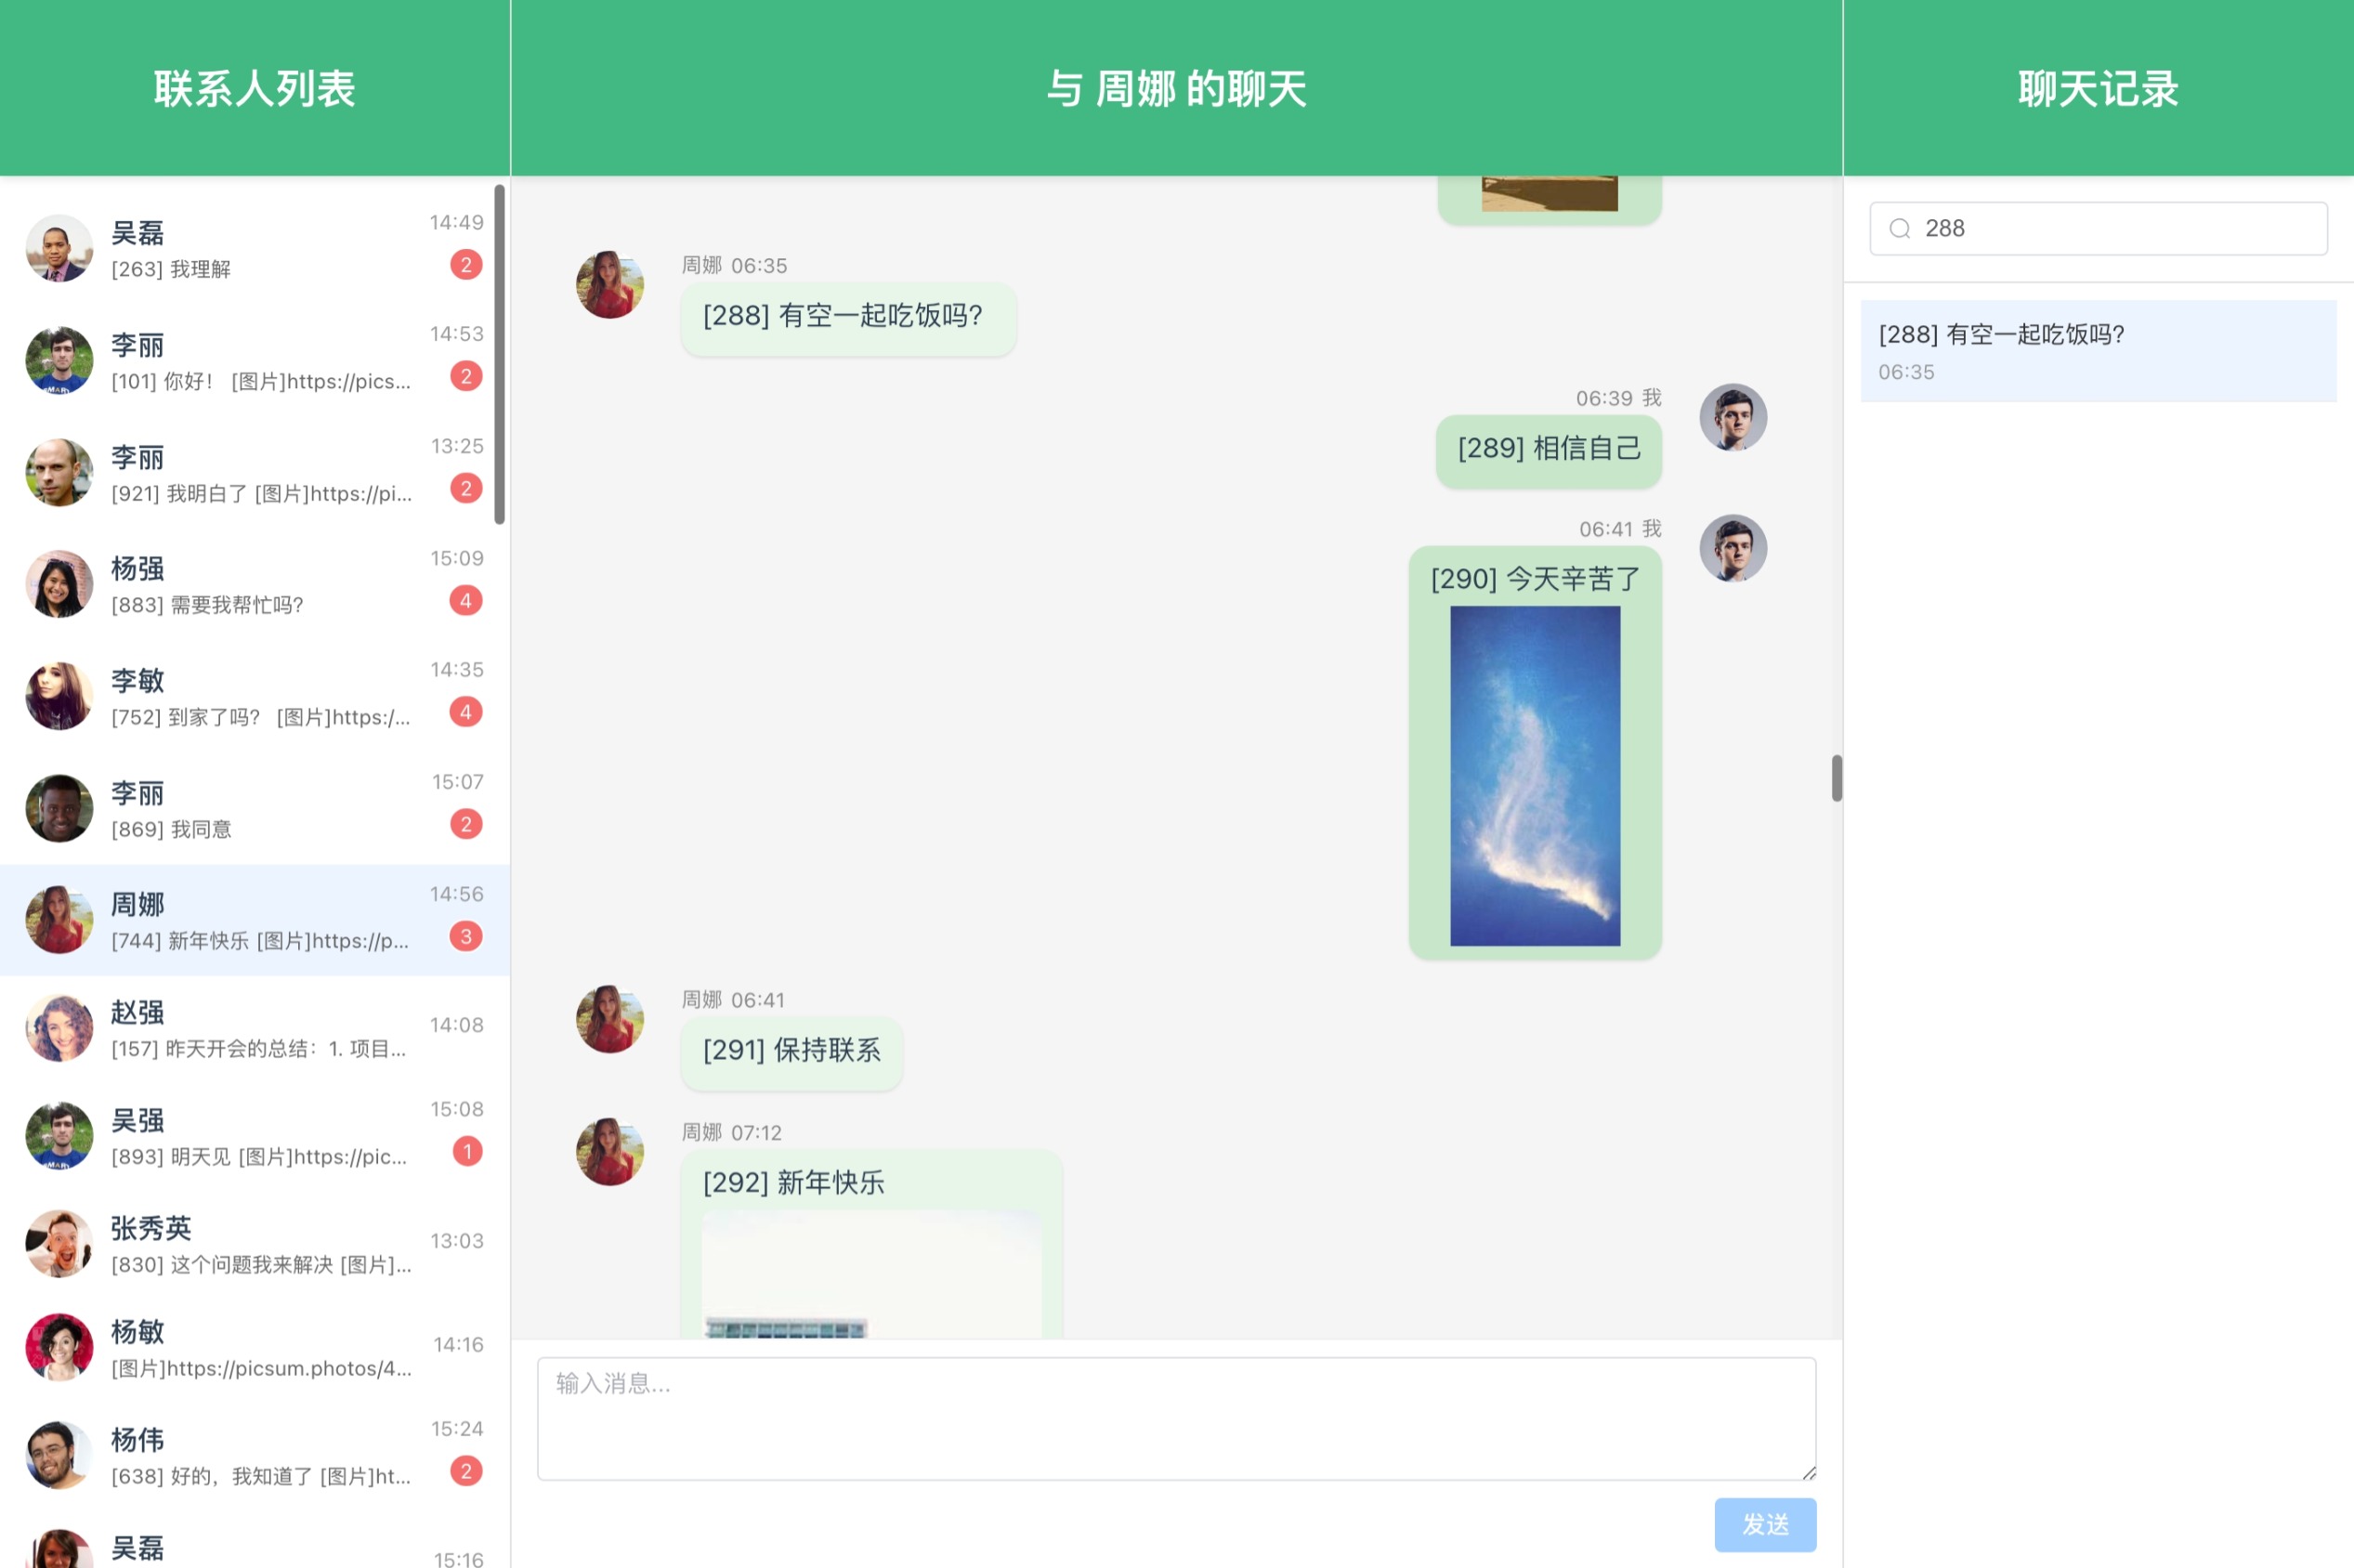 联系人列表
吴磊
14:49
[263] 我理解
2
李丽
14:53
[101] 你好！ [图片]https://pics...
2
李丽
13:25
[921] 我明白了 [图片]https://pi...
2
杨强
15:09
[883] 需要我帮忙吗?
4
李敏
14:35
[752] 到家了吗? [图片]https:/...
4
李丽
15:07
[869] 我同意
2
周娜
14:56
[744] 新年快乐 [图片]https://p...
3
赵强
14:08
[157] 昨天开会的总结：1. 项目...
吴强
15:08
[893] 明天见 [图片]https://pic...
1
张秀英
13:03
[830] 这个问题我来解决 [图片]...
杨敏
14:16
[图片]https://picsum.photos/4...
杨伟
15:24
[638] 好的，我知道了 [图片]ht...
2
吴磊
15:16
与 周娜 的聊天
周娜 06:35
[288] 有空一起吃饭吗?
06:39 我
[289] 相信自己
06:41 我
[290] 今天辛苦了
周娜 06:41
[291] 保持联系
周娜 07:12
[292] 新年快乐
输入消息...
发送
聊天记录
288
[288] 有空一起吃饭吗?
06:35